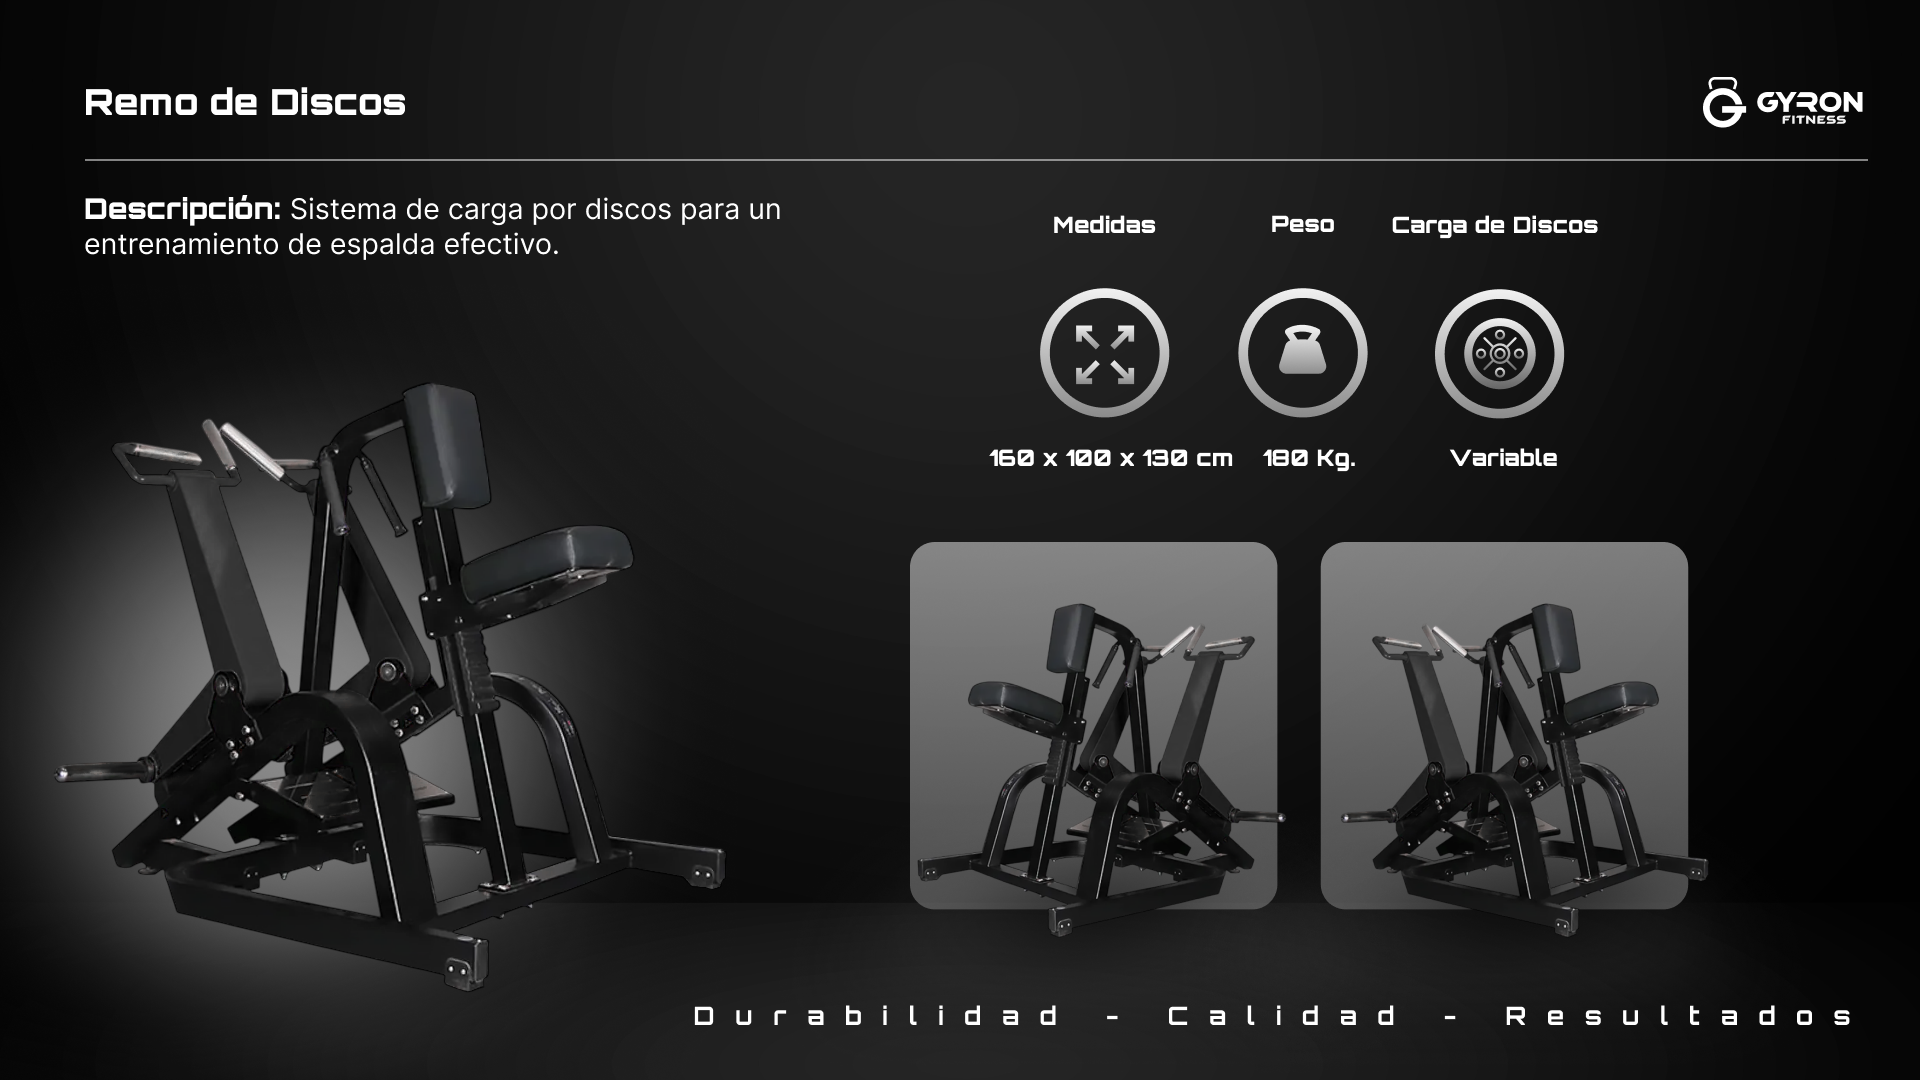 Remo de Discos
GYRON
FITNESS
Descripción: Sistema de carga por discos para un
entrenamiento de espalda efectivo.
Medidas
Peso
Carga de Discos
160 x 100 x 130 cm
180 Kg.
Variable
Durabilidad - Calidad - Resultados